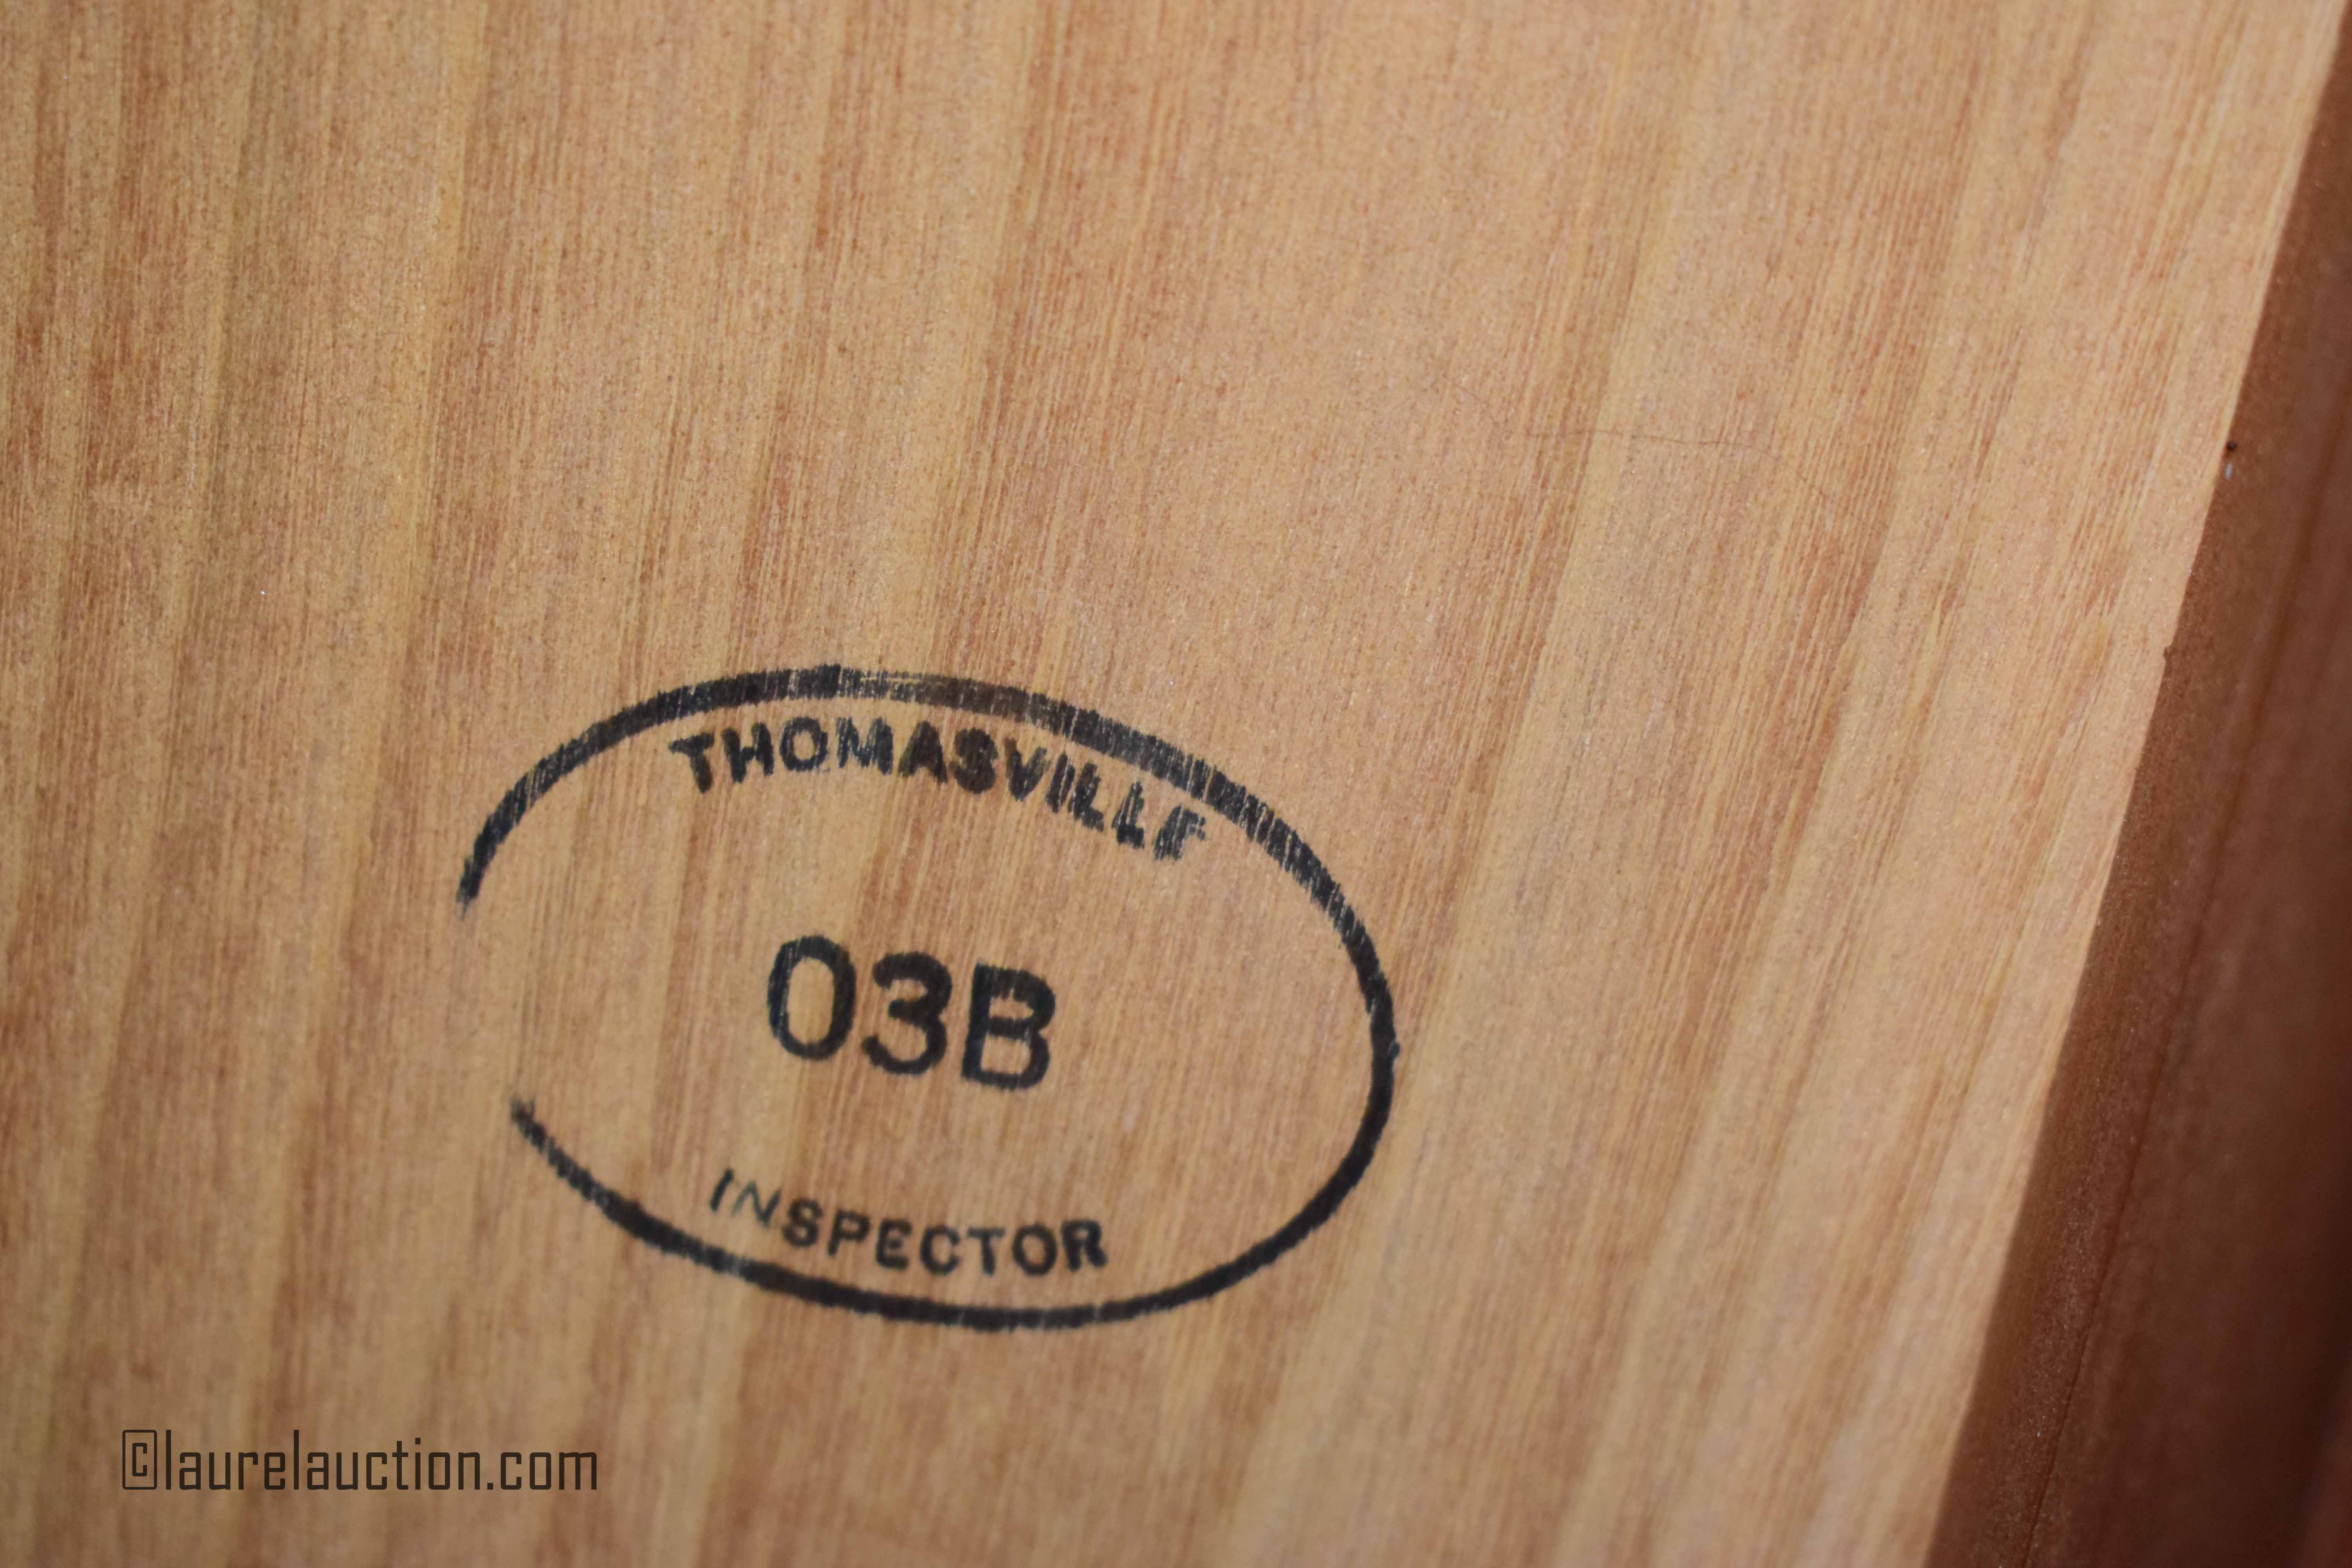 THOMASVILLE
03B
INSPECTOR
©laurelauction.com